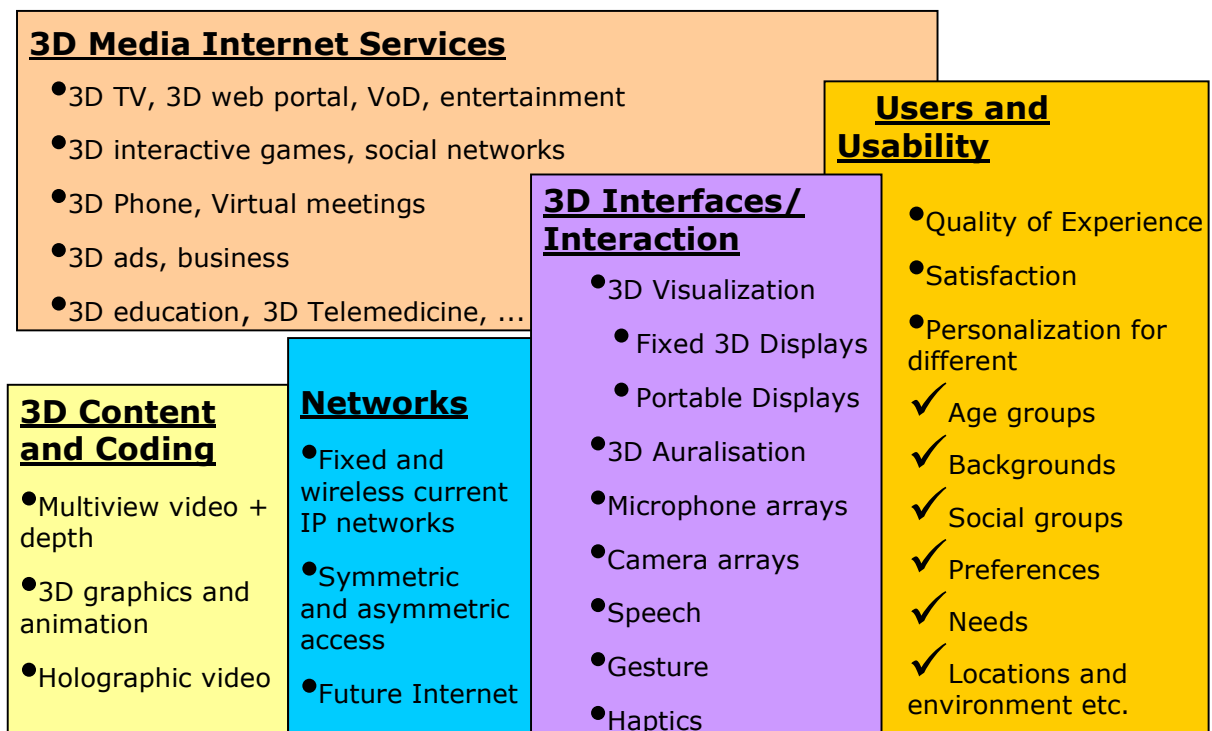 3D Media Internet Services
•3D TV, 3D web portal, VoD, entertainment
•3D interactive games, social networks
•3D Phone, Virtual meetings
•3D ads, business
•3D education, 3D Telemedicine, ...
3D Content
and Coding
•Multiview video +
depth
•3D graphics and
animation
•Holographic video
Networks
•Fixed and
wireless current
IP networks
•Symmetric
and asymmetric
access
•Future Internet
3D Interfaces/
Interaction
•3D Visualization
•Fixed 3D Displays
•Portable Displays
•3D Auralisation
•Microphone arrays
•Camera arrays
•Speech
•Gesture
•Haptics
Users and
Usability
•Quality of Experience
•Satisfaction
•Personalization for
different
✓Age groups
✓Backgrounds
✓Social groups
✓Preferences
✓Needs
✓Locations and
environment etc.